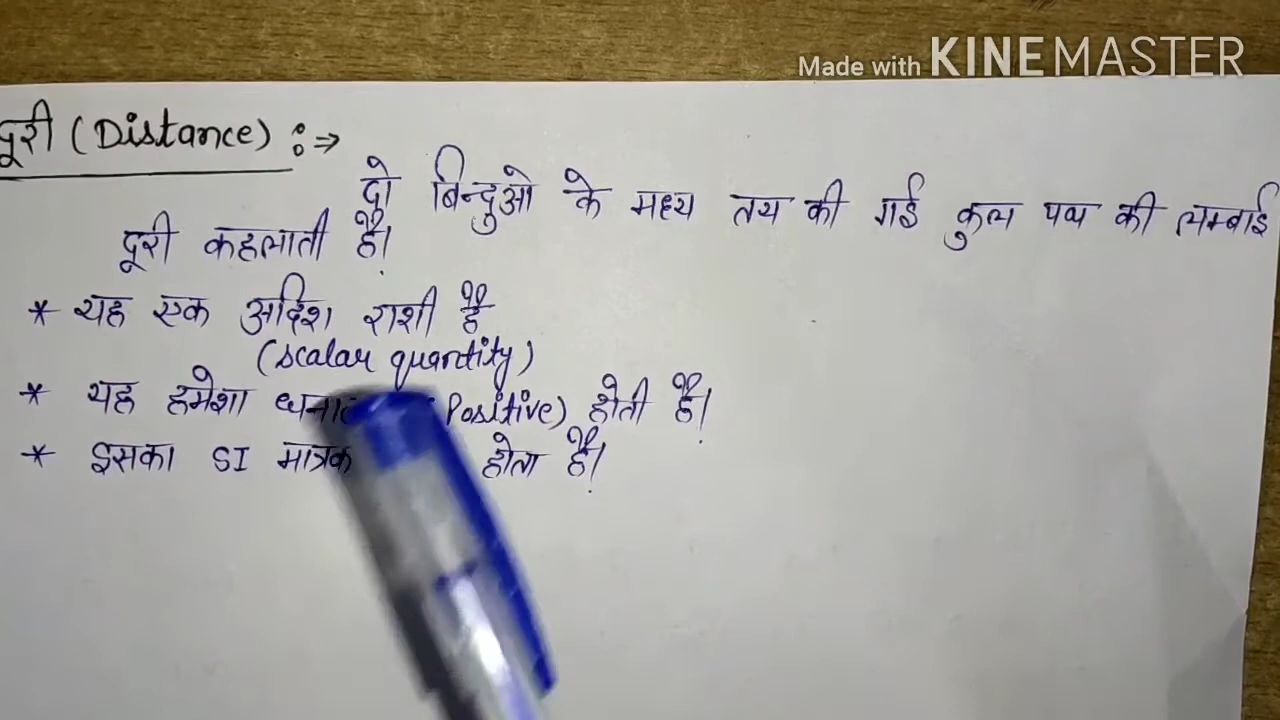 Made with KINEMASTER
दूरी (Distance) :⇒
दो बिन्दुओ के मध्य तय की गई कुल पथ की लम्बाई
दूरी कहलाती है।
* यह एक अदिश राशी है
(Scalar quantity)
* यह हमेशा Positive) होती है।
* इसका SI मात्रक होता है।